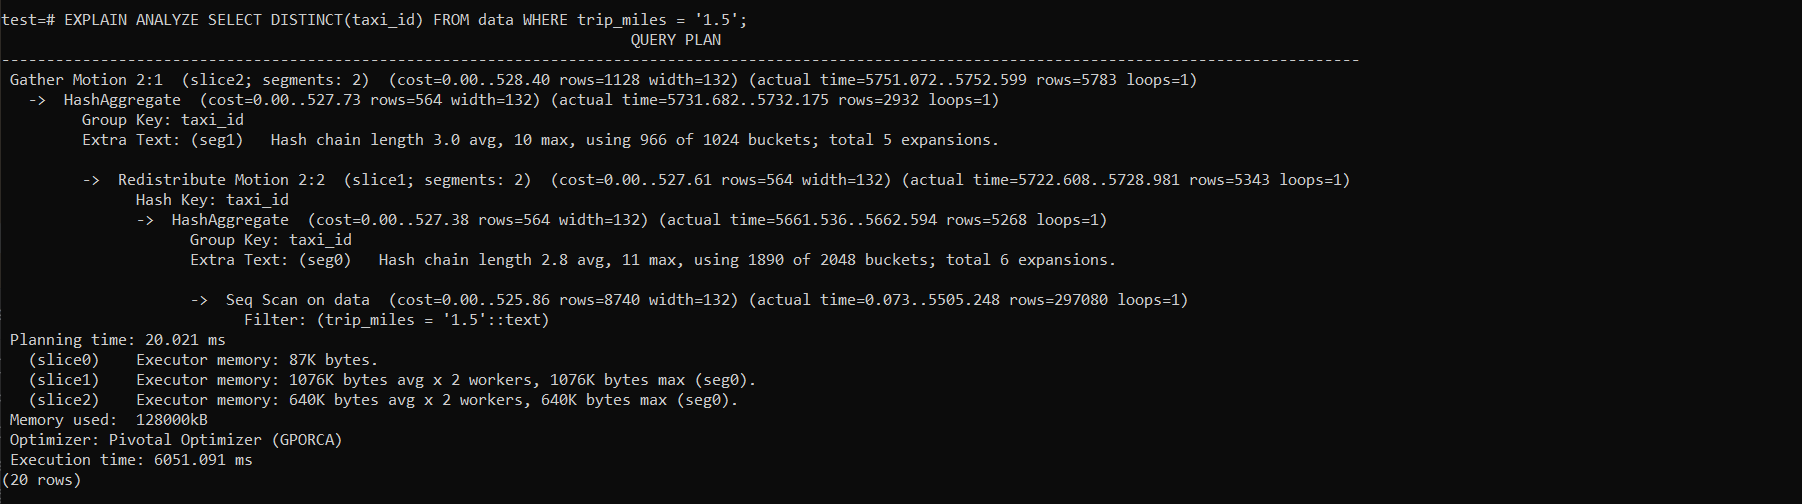 test=# EXPLAIN ANALYZE SELECT DISTINCT(taxi_id) FROM data WHERE trip_miles = '1.5';
QUERY PLAN
-------------------------------------------------------------------------------------------------------------------------------------------------------
Gather Motion 2:1  (slice2; segments: 2)  (cost=0.00..528.40 rows=1128 width=132) (actual time=5751.072..5752.599 rows=5783 loops=1)
  ->  HashAggregate  (cost=0.00..527.73 rows=564 width=132) (actual time=5731.682..5732.175 rows=2932 loops=1)
        Group Key: taxi_id
        Extra Text: (seg1)   Hash chain length 3.0 avg, 10 max, using 966 of 1024 buckets; total 5 expansions.
        ->  Redistribute Motion 2:2  (slice1; segments: 2)  (cost=0.00..527.61 rows=564 width=132) (actual time=5722.608..5728.981 rows=5343 loops=1)
              Hash Key: taxi_id
              ->  HashAggregate  (cost=0.00..527.38 rows=564 width=132) (actual time=5661.536..5662.594 rows=5268 loops=1)
                    Group Key: taxi_id
                    Extra Text: (seg0)   Hash chain length 2.8 avg, 11 max, using 1890 of 2048 buckets; total 6 expansions.
                    ->  Seq Scan on data  (cost=0.00..525.86 rows=8740 width=132) (actual time=0.073..5505.248 rows=297080 loops=1)
                          Filter: (trip_miles = '1.5'::text)
Planning time: 20.021 ms
  (slice0)    Executor memory: 87K bytes.
  (slice1)    Executor memory: 1076K bytes avg x 2 workers, 1076K bytes max (seg0).
  (slice2)    Executor memory: 640K bytes avg x 2 workers, 640K bytes max (seg0).
Memory used:  128000kB
Optimizer: Pivotal Optimizer (GPORCA)
Execution time: 6051.091 ms
(20 rows)